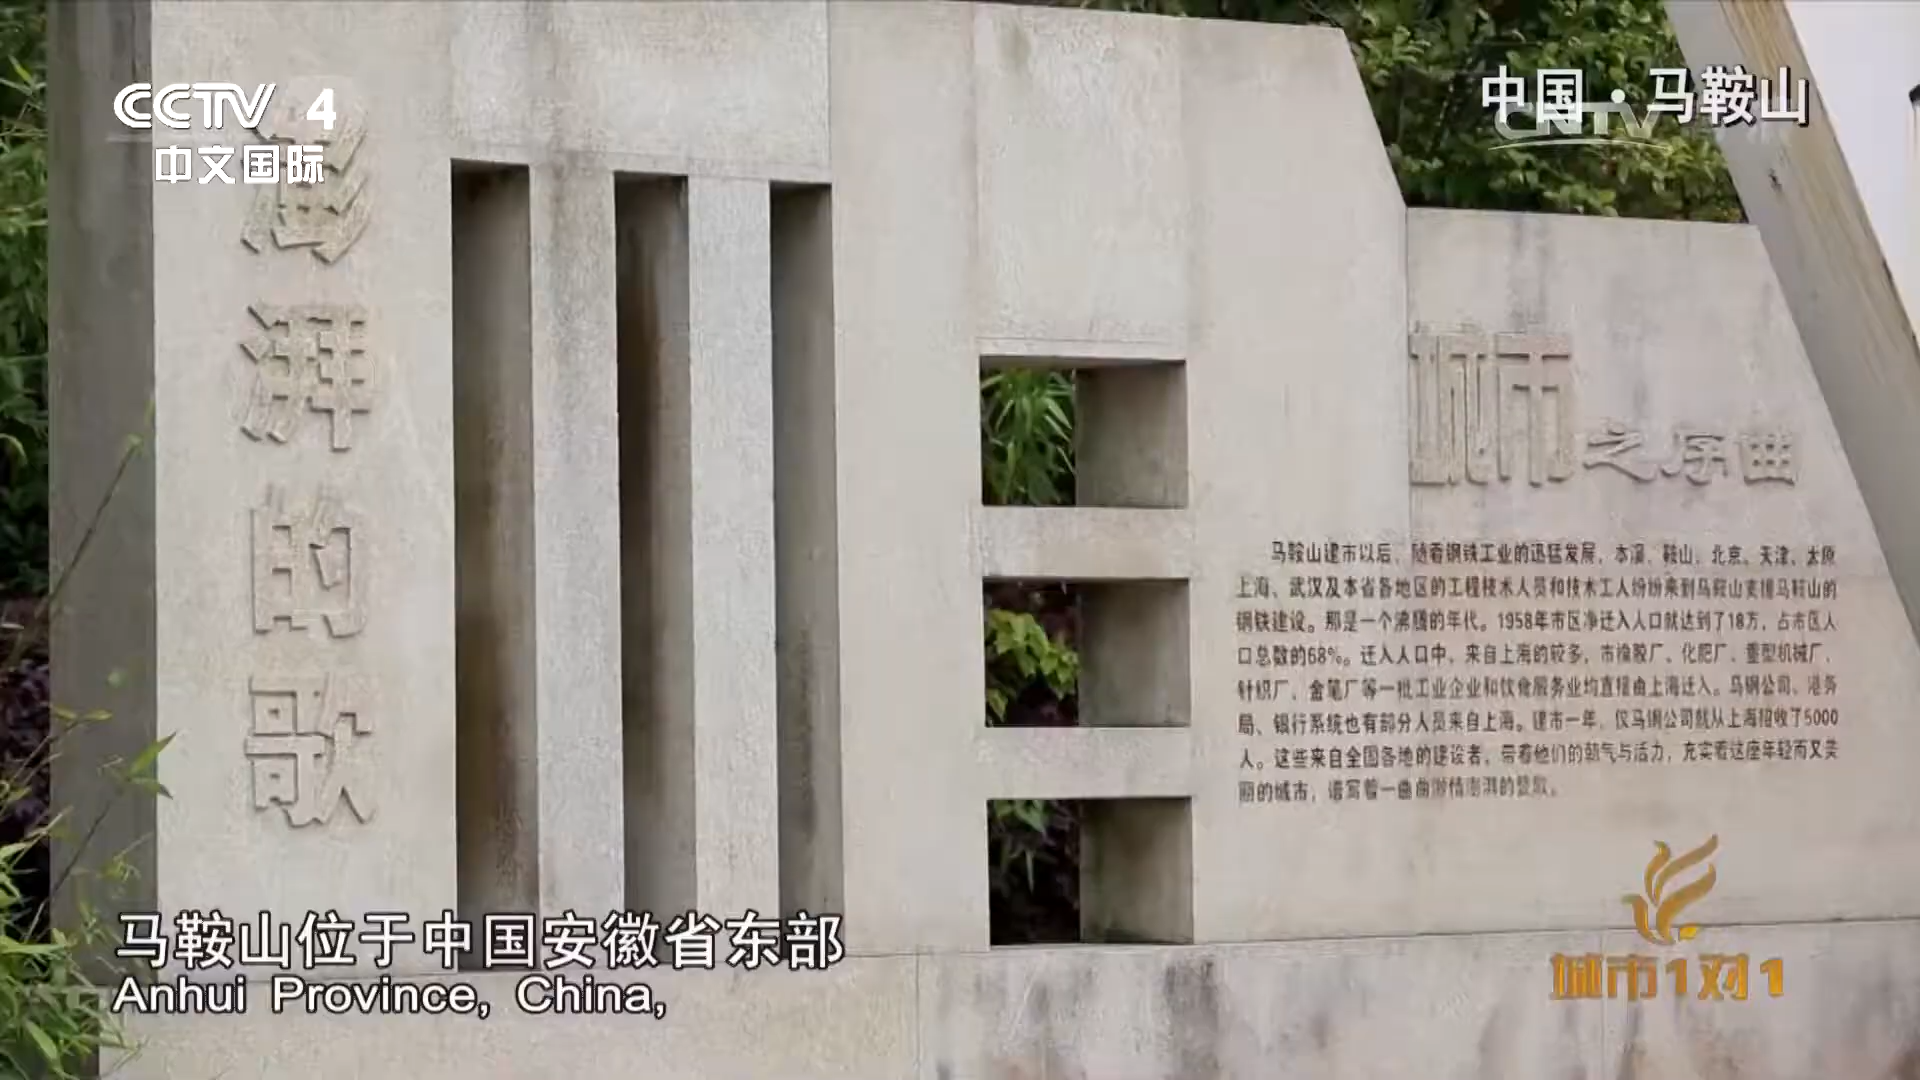 CCTV 4
中文国际
中国·马鞍山
CNTV
澎湃的歌
城市之序曲
马鞍山建市以后，随着钢铁工业的迅猛发展，本溪、鞍山、北京、天津、太原
上海、武汉及本省各地区的工程技术人员和技术工人纷纷来到马鞍山支援马鞍山的
钢铁建设。那是一个沸腾的年代。1958年市区净迁入人口就达到了18万，占市区人
口总数的68%。迁入人口中，来自上海的较多，市橡胶厂、化肥厂、重型机械厂、
针织厂、金笔厂等一批工业企业和饮食服务业均直接由上海迁入。马钢公司、港务
局、银行系统也有部分人员来自上海。建市一年，仅马钢公司就从上海招收了5000
人。这些来自全国各地的建设者，带着他们的朝气与活力，充实着这座年轻而又美
丽的城市，谱写着一曲曲激情澎湃的赞歌。
马鞍山位于中国安徽省东部
Anhui Province, China,
城市1对1